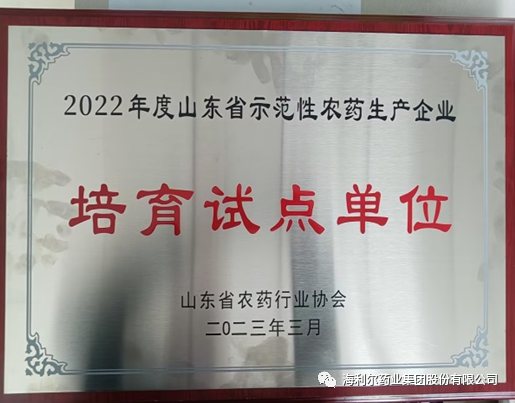 2022年度山东省示范性农药生产企业
培育试点单位
山东省农药行业协会
二〇二三年三月
海利尔药业集团股份有限公司